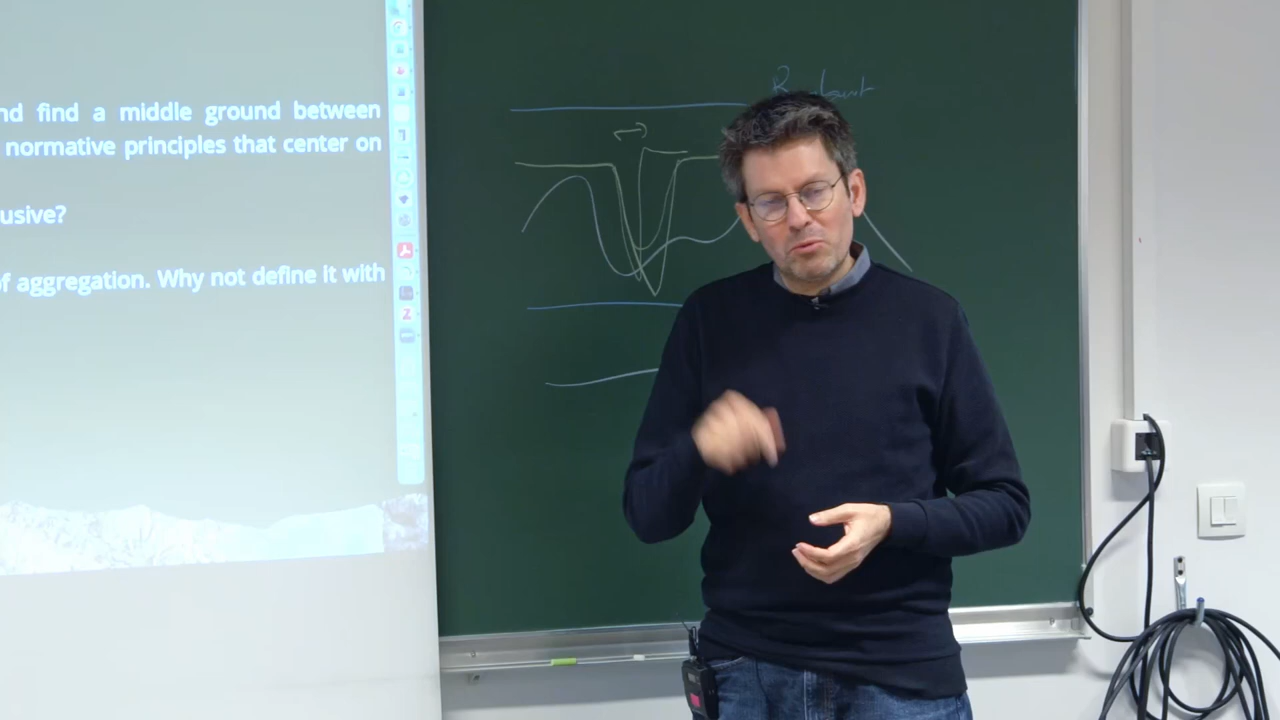 nd find a middle ground between
normative principles that center on
usive?
of aggregation. Why not define it with